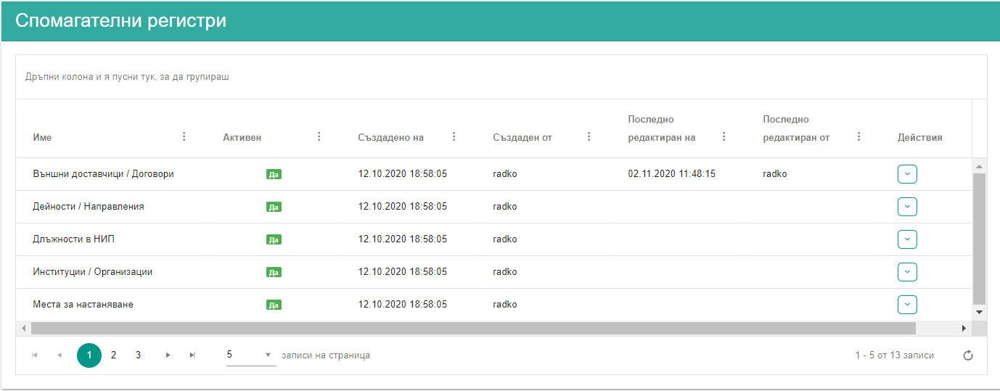 Спомагателни регистри
Дръпни колона и я пусни тук, за да групираш
Име Активен Създадено на Създаден от Последно редактиран на Последно редактиран от Действия
Външни доставчици / Договори Да 12.10.2020 18:58:05 radko 02.11.2020 11:48:15 radko
Дейности / Направления Да 12.10.2020 18:58:05 radko
Длъжности в НИП Да 12.10.2020 18:58:05 radko
Институции / Организации Да 12.10.2020 18:58:05 radko
Места за настаняване Да 12.10.2020 18:58:05 radko
1 2 3 5 записи на страница 1 - 5 от 13 записи